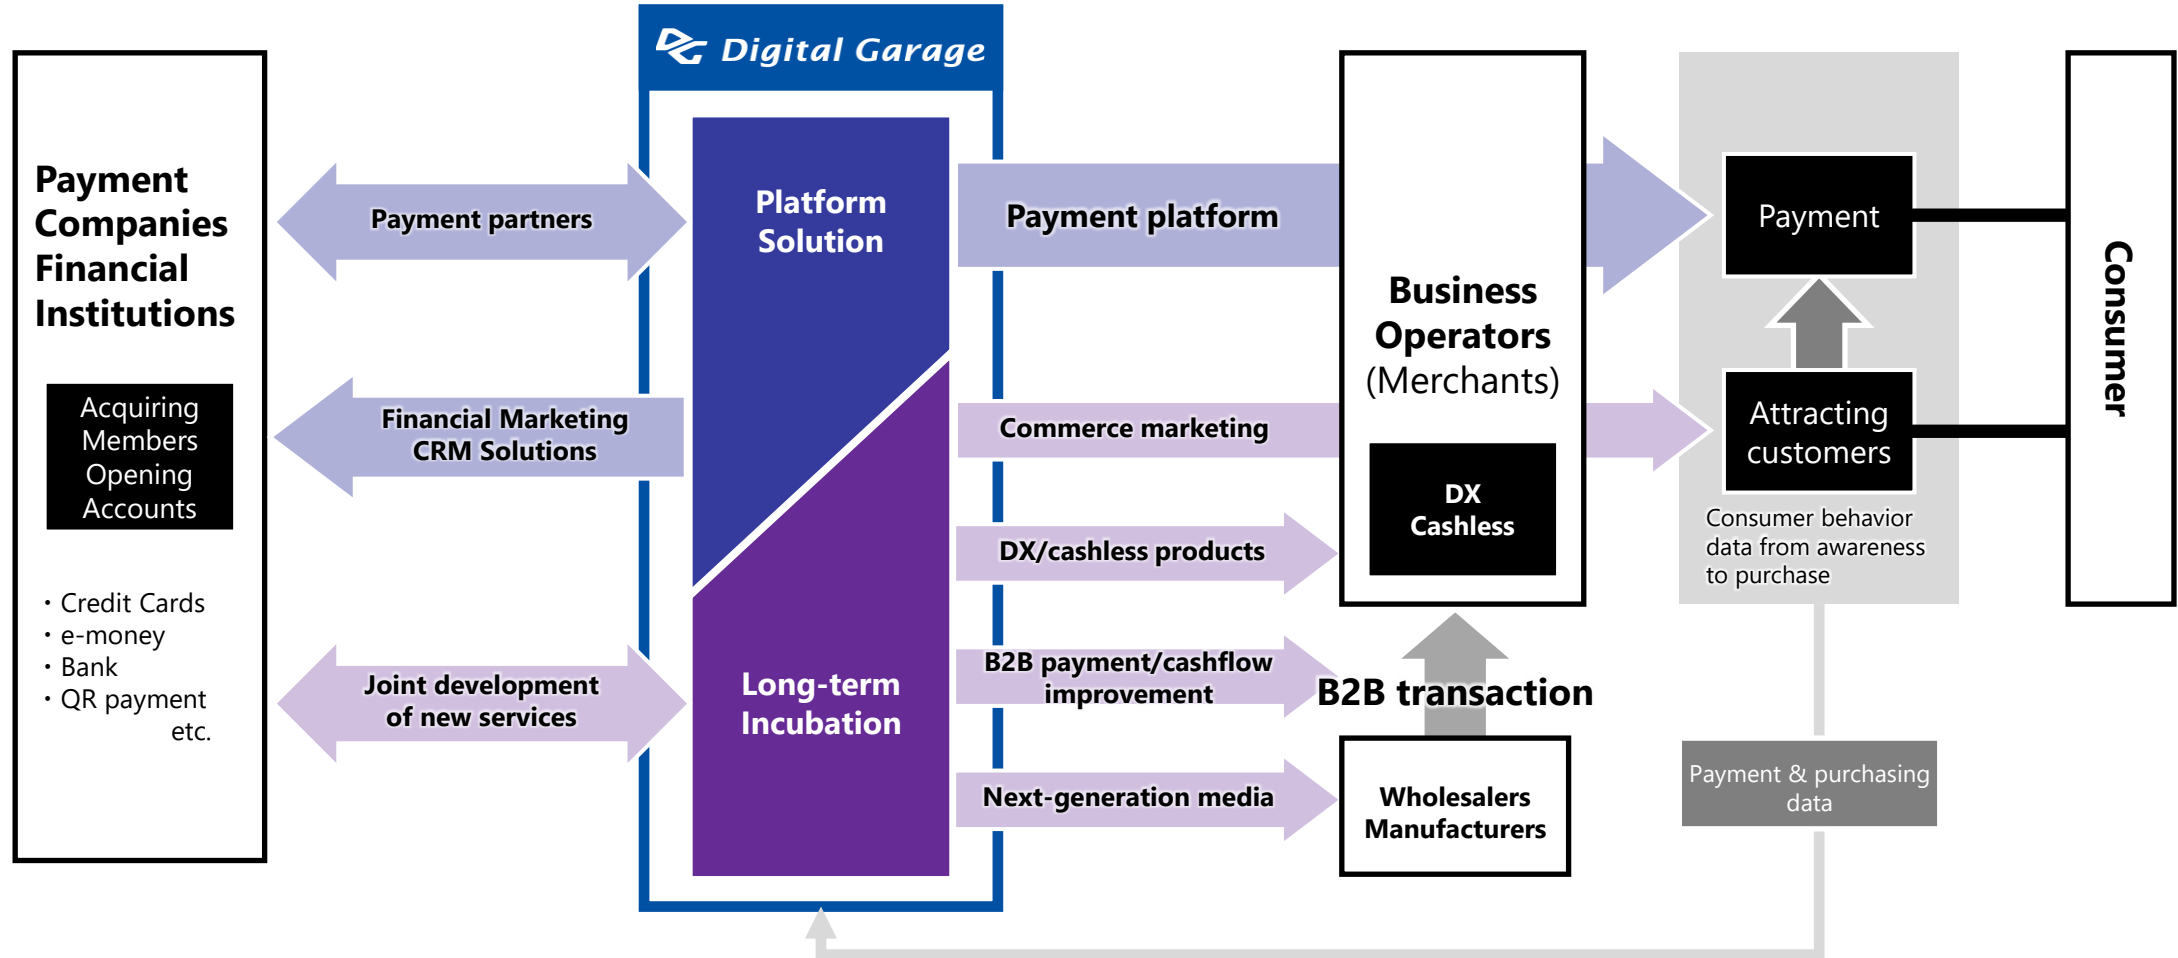 Digital Garage
Payment
Companies
Financial
Institutions
Acquiring
Members
Opening
Accounts
・Credit Cards
・e-money
・Bank
・QR payment
etc.
Payment partners
Financial Marketing
CRM Solutions
Joint development
of new services
Platform
Solution
Long-term
Incubation
Payment platform
Commerce marketing
DX/cashless products
B2B payment/cashflow
improvement
Next-generation media
Business
Operators
(Merchants)
DX
Cashless
B2B transaction
Wholesalers
Manufacturers
Payment
Attracting
customers
Consumer behavior
data from awareness
to purchase
Payment & purchasing
data
Consumer